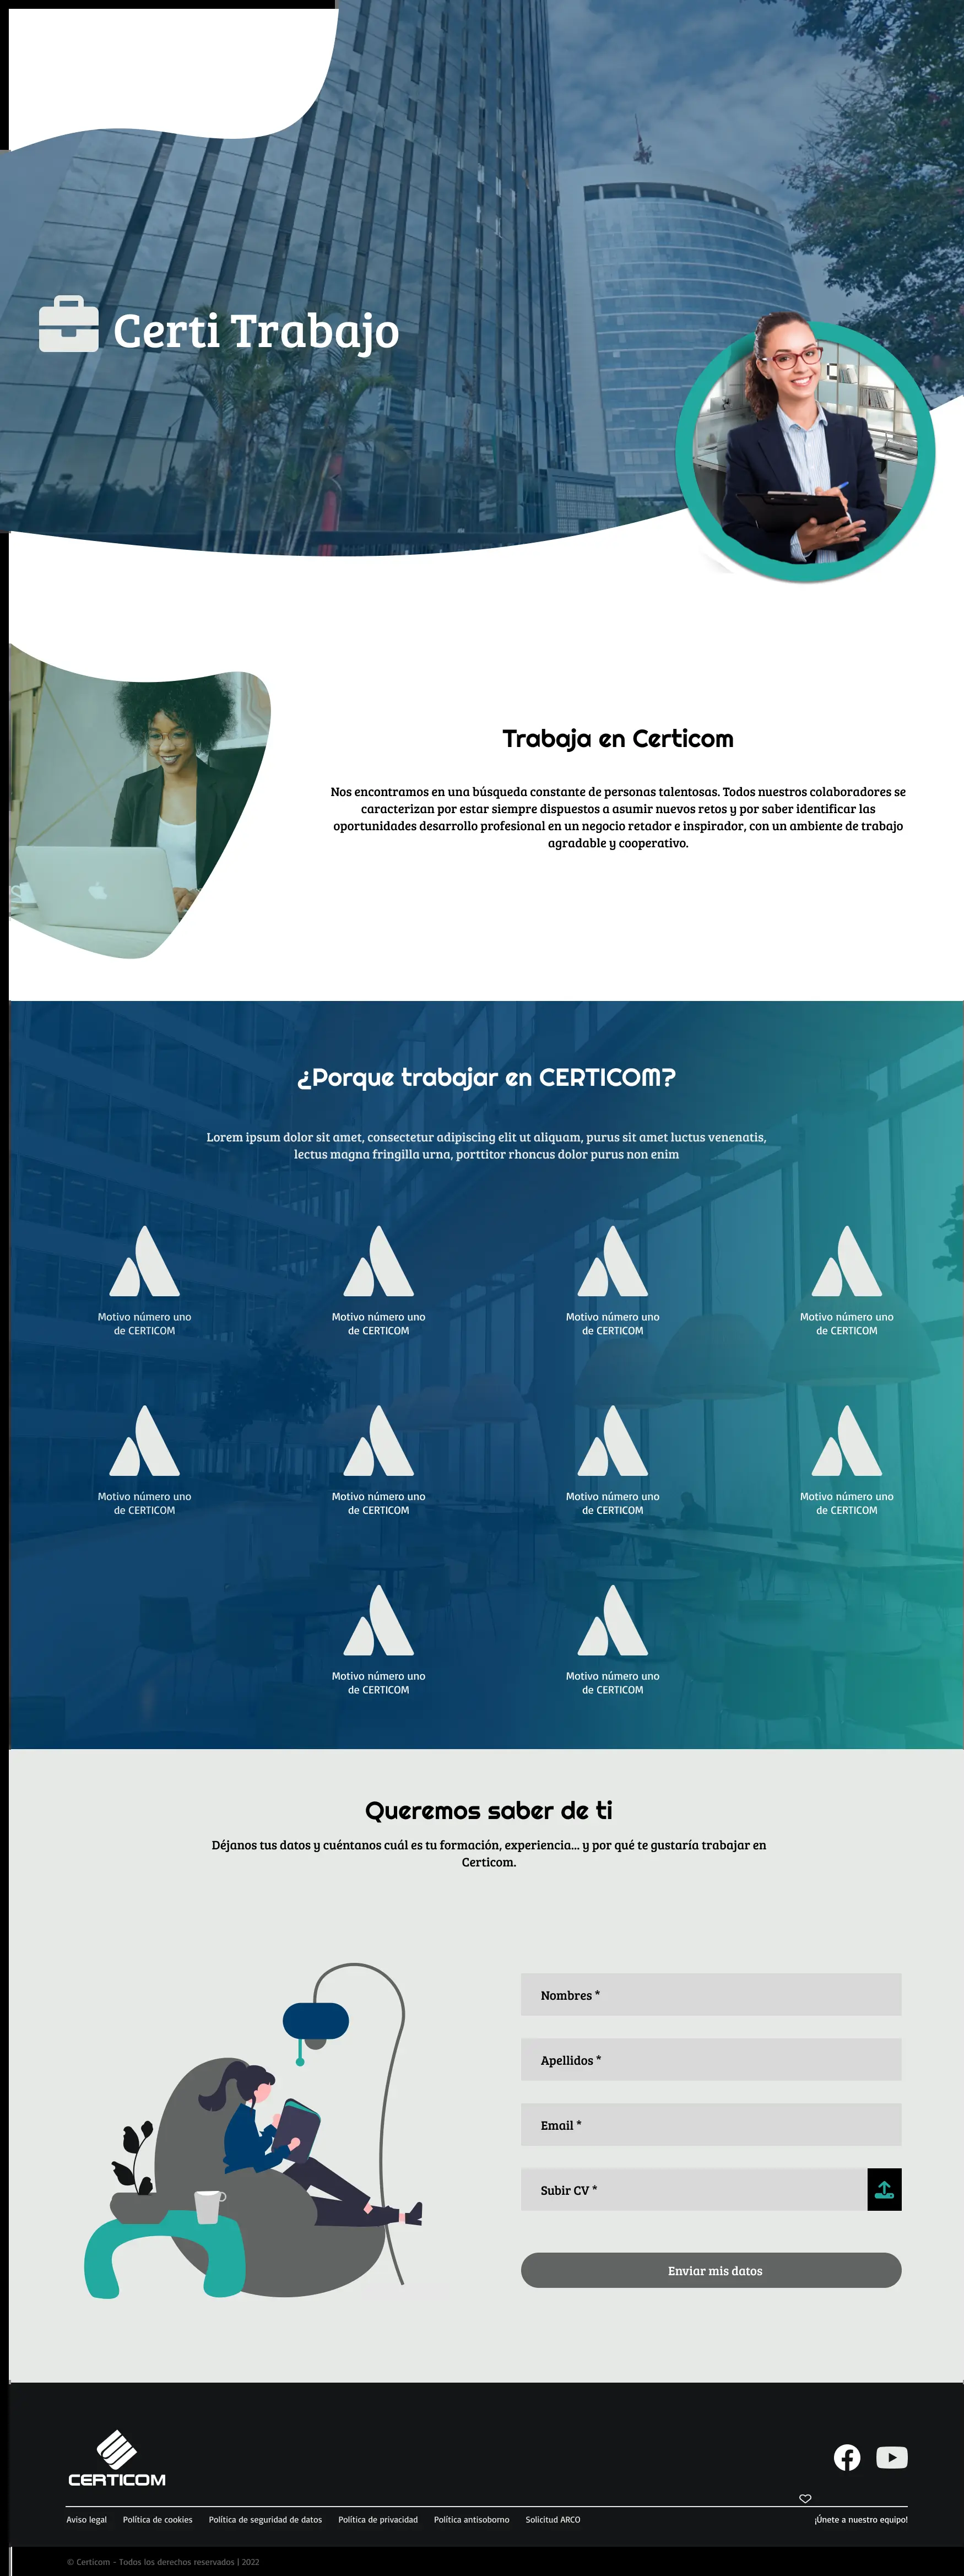 Certi Trabajo
Trabaja en Certicom
Nos encontramos en una búsqueda constante de personas talentosas. Todos nuestros colaboradores se
caracterizan por estar siempre dispuestos a asumir nuevos retos y por saber identificar las
oportunidades desarrollo profesional en un negocio retador e inspirador, con un ambiente de trabajo
agradable y cooperativo.
¿Porque trabajar en CERTICOM?
Lorem ipsum dolor sit amet, consectetur adipiscing elit ut aliquam, purus sit amet luctus venenatis,
lectus magna fringilla urna, porttitor rhoncus dolor purus non enim
Motivo número uno
de CERTICOM
Motivo número uno
de CERTICOM
Motivo número uno
de CERTICOM
Motivo número uno
de CERTICOM
Motivo número uno
de CERTICOM
Motivo número uno
de CERTICOM
Motivo número uno
de CERTICOM
Motivo número uno
de CERTICOM
Motivo número uno
de CERTICOM
Motivo número uno
de CERTICOM
Queremos saber de ti
Déjanos tus datos y cuéntanos cuál es tu formación, experiencia... y por qué te gustaría trabajar en
Certicom.
Nombres *
Apellidos *
Email *
Subir CV *
Enviar mis datos
CERTICOM
Aviso legal Política de cookies Política de seguridad de datos Política de privacidad Política antisoborno Solicitud ARCO ¡Únete a nuestro equipo!
© Certicom - Todos los derechos reservados | 2022